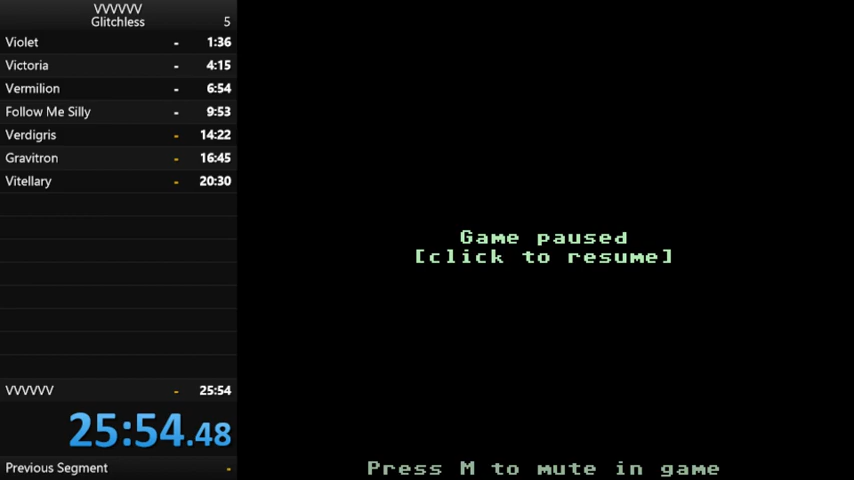 VVVVVV
Glitchless 5
Violet - 1:36
Victoria - 4:15
Vermilion - 6:54
Follow Me Silly - 9:53
Verdigris - 14:22
Gravitron - 16:45
Vitellary - 20:30
Game paused
[click to resume]
VVVVVV - 25:54
25:54.48
Previous Segment -
Press M to mute in game